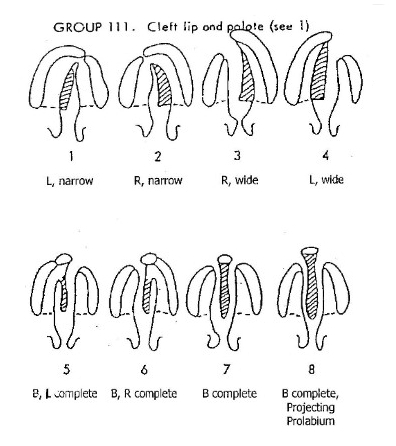 GROUP 111. Cleft lip and palate (see 1)
1 2 3 4
L, narrow R, narrow R, wide L, wide
5 6 7 8
B, L complete B, R complete B complete B complete,
Projecting
Prolabium